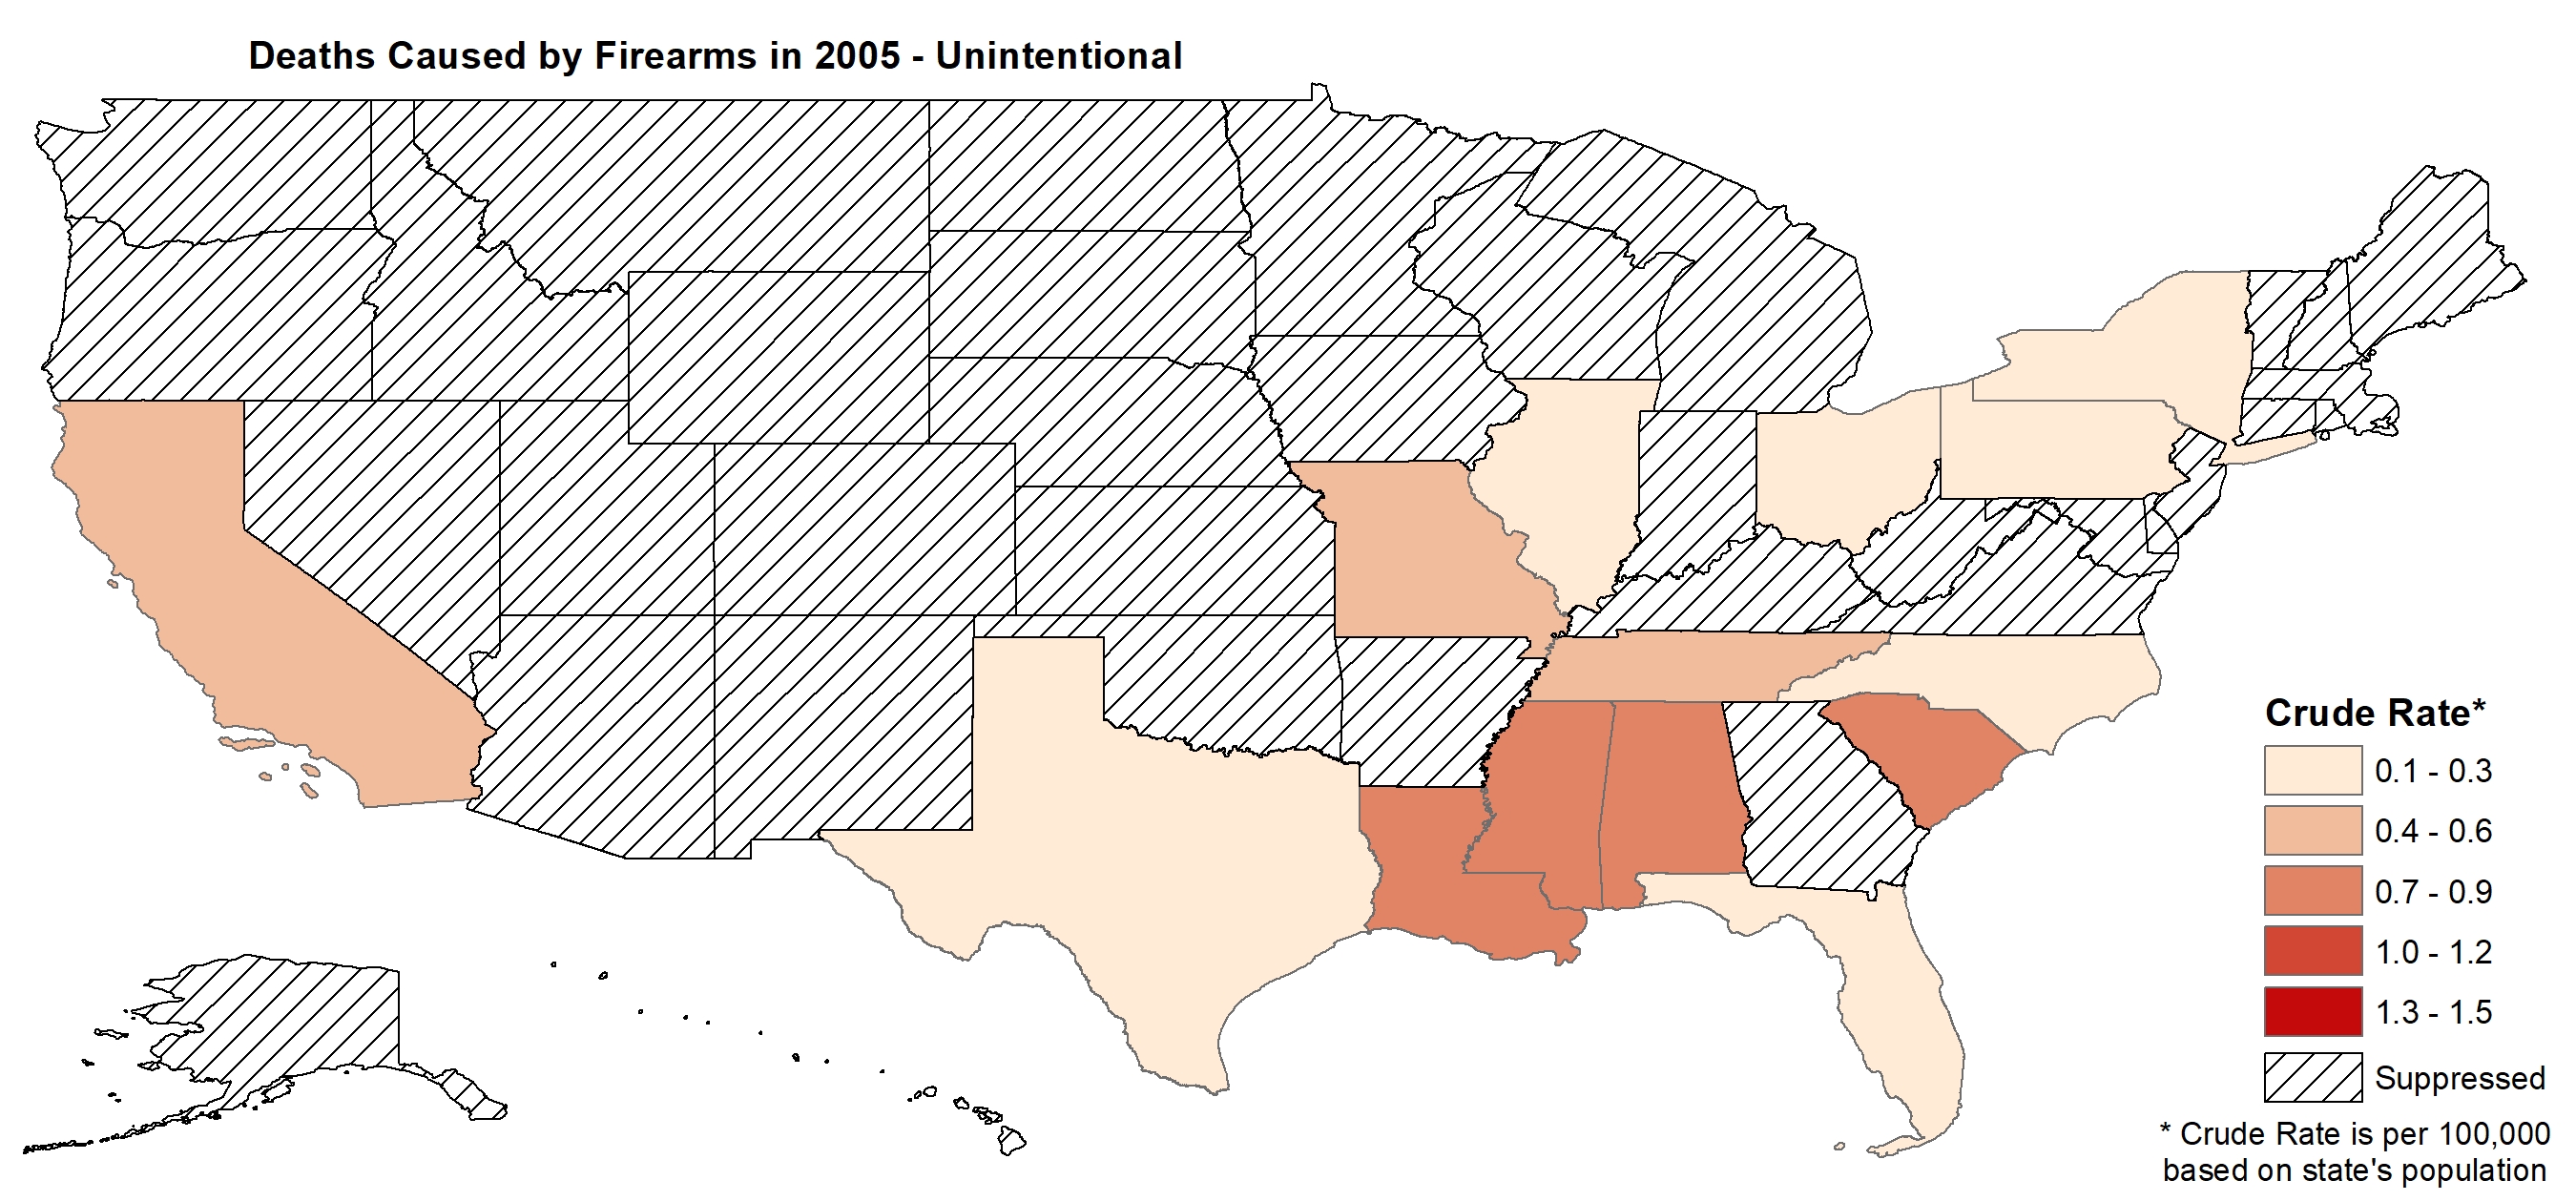 Deaths Caused by Firearms in 2005 - Unintentional
Crude Rate*
0.1 - 0.3
0.4 - 0.6
0.7 - 0.9
1.0 - 1.2
1.3 - 1.5
Suppressed
* Crude Rate is per 100,000
based on state's population